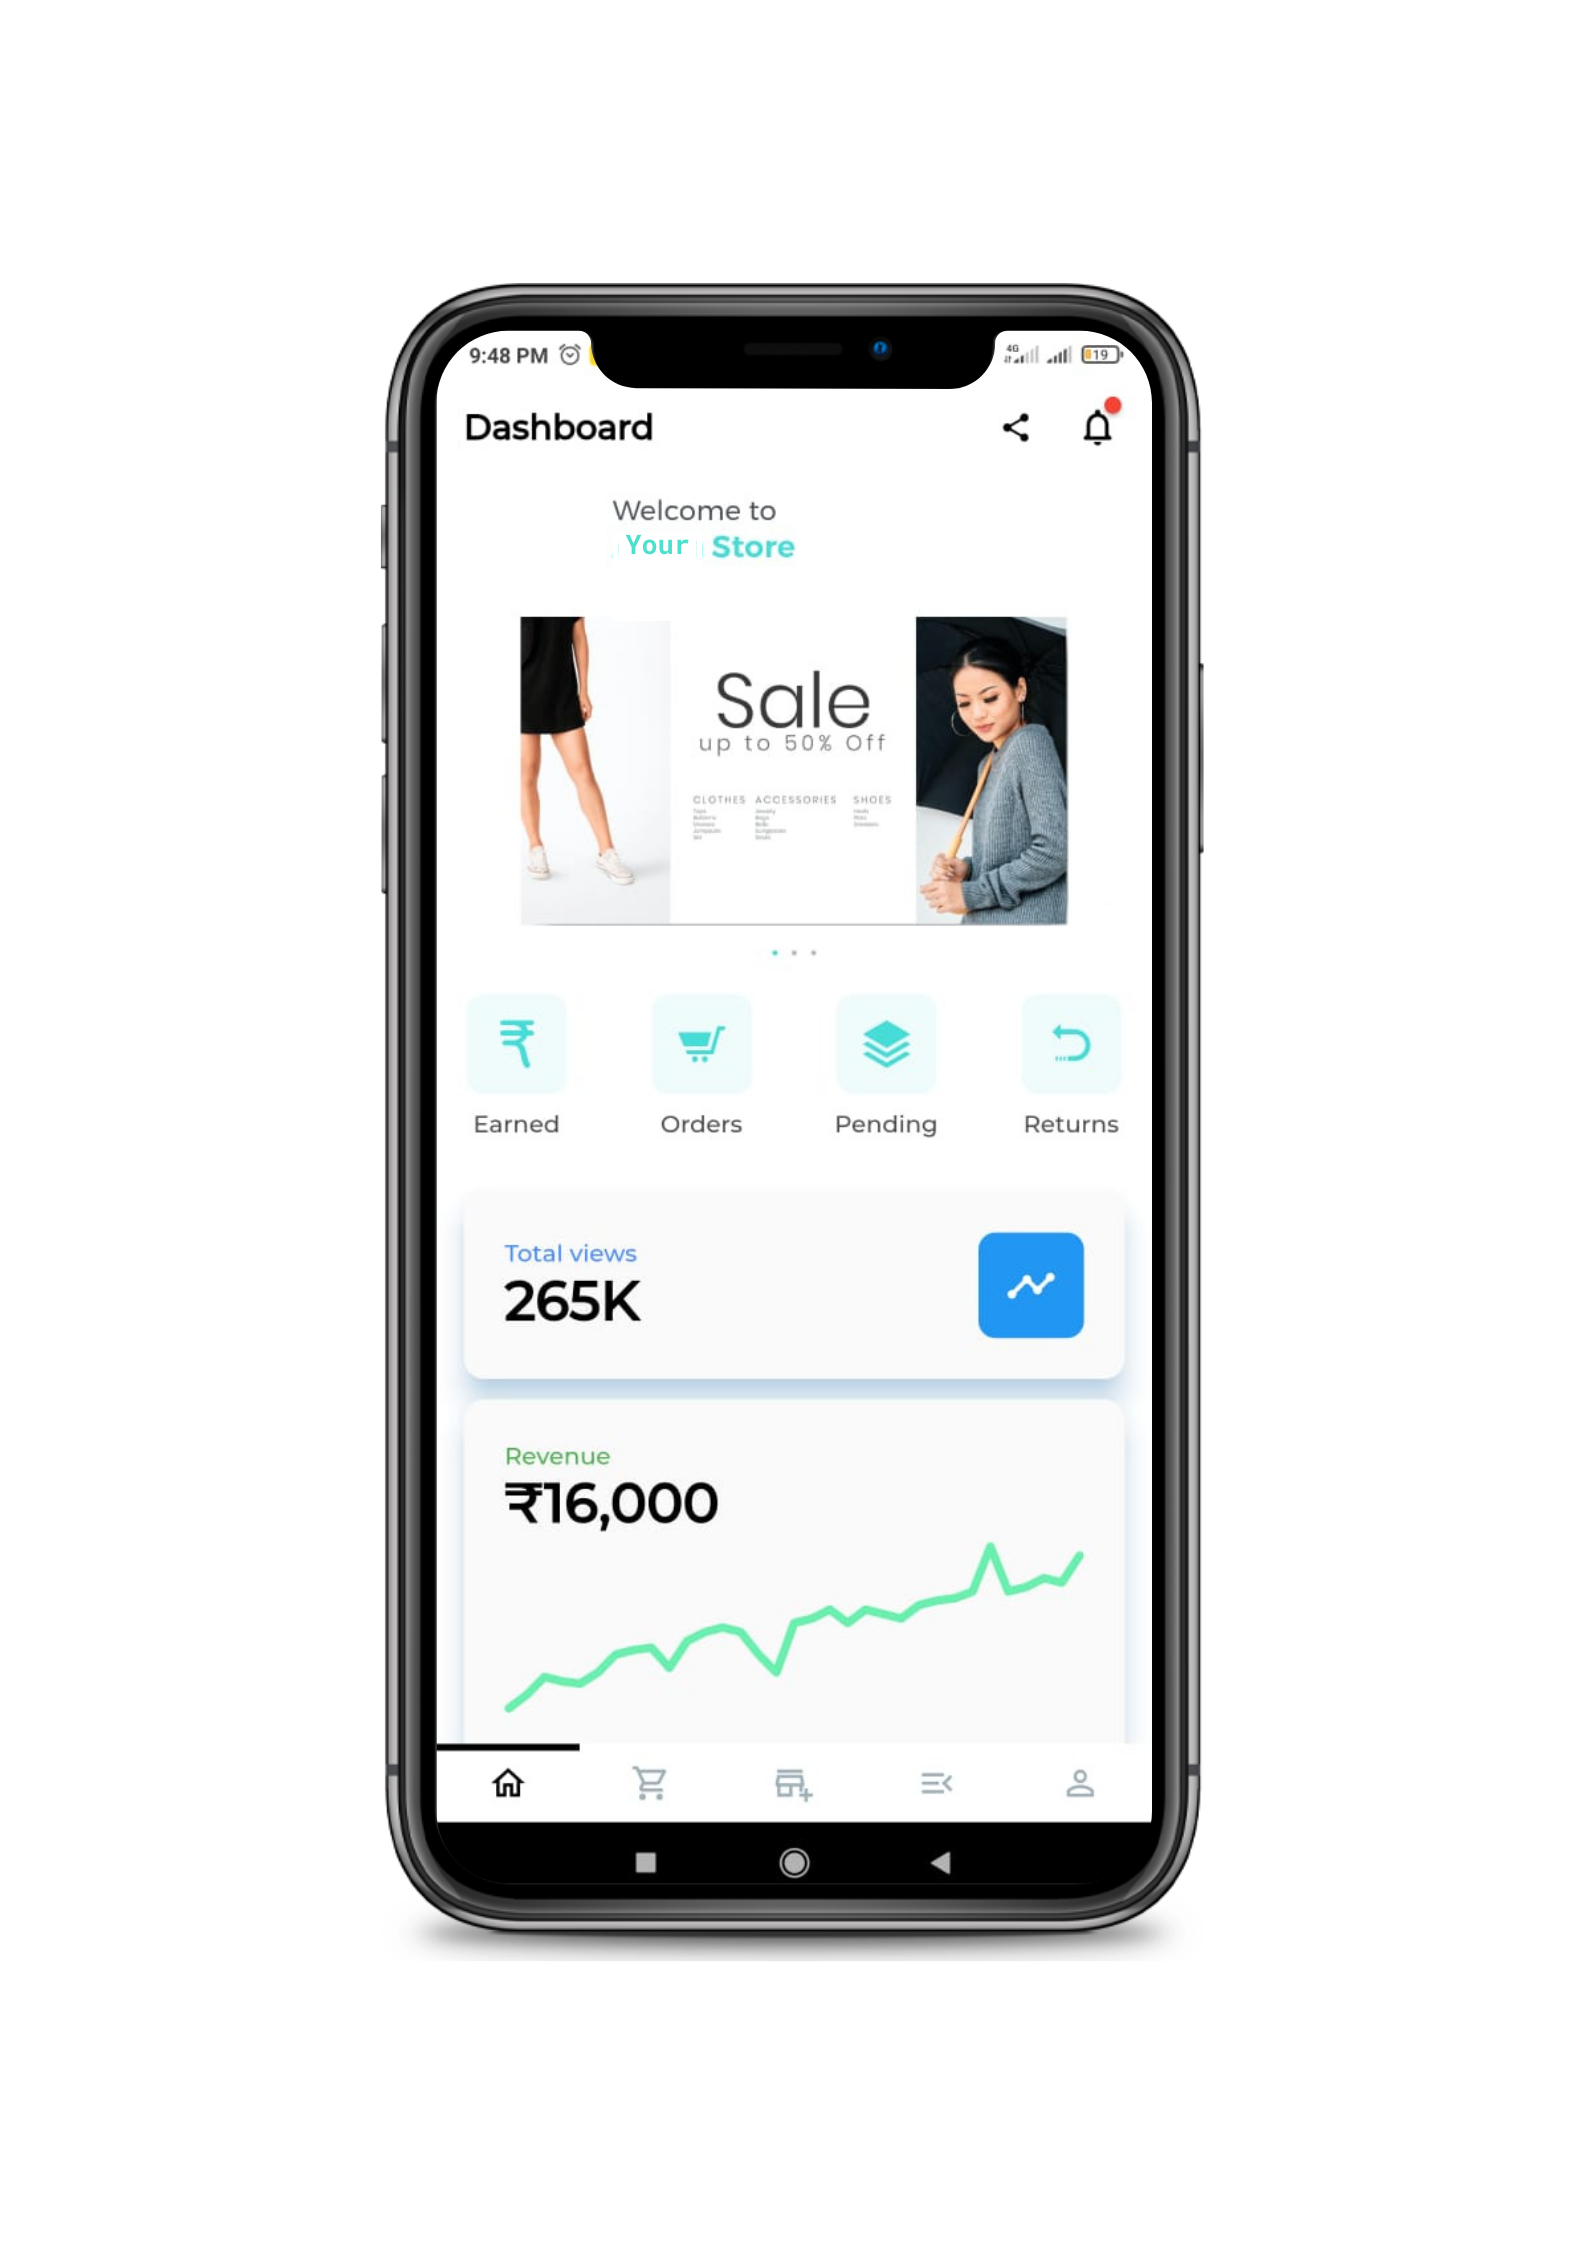 9:48 PM
4G
19
Dashboard
Welcome to
Your Store
Sale
up to 50% Off
CLOTHES ACCESSORIES SHOES
Earned Orders Pending Returns
Total views
265K
Revenue
₹16,000